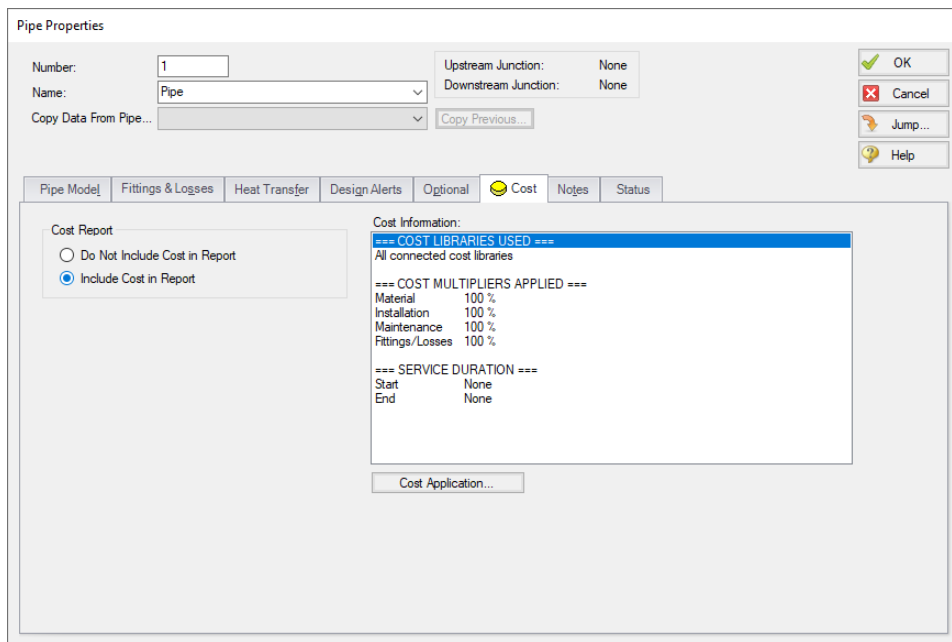 Pipe Properties
Number: 1
Name: Pipe
Copy Data From Pipe...
Copy Previous...
Upstream Junction: None
Downstream Junction: None
OK
Cancel
Jump...
Help
Pipe Model Fittings & Losses Heat Transfer Design Alerts Optional Cost Notes Status
Cost Report
Do Not Include Cost in Report
Include Cost in Report
Cost Information:
=== COST LIBRARIES USED ===
All connected cost libraries
=== COST MULTIPLIERS APPLIED ===
Material 100 %
Installation 100 %
Maintenance 100 %
Fittings/Losses 100 %
=== SERVICE DURATION ===
Start None
End None
Cost Application...